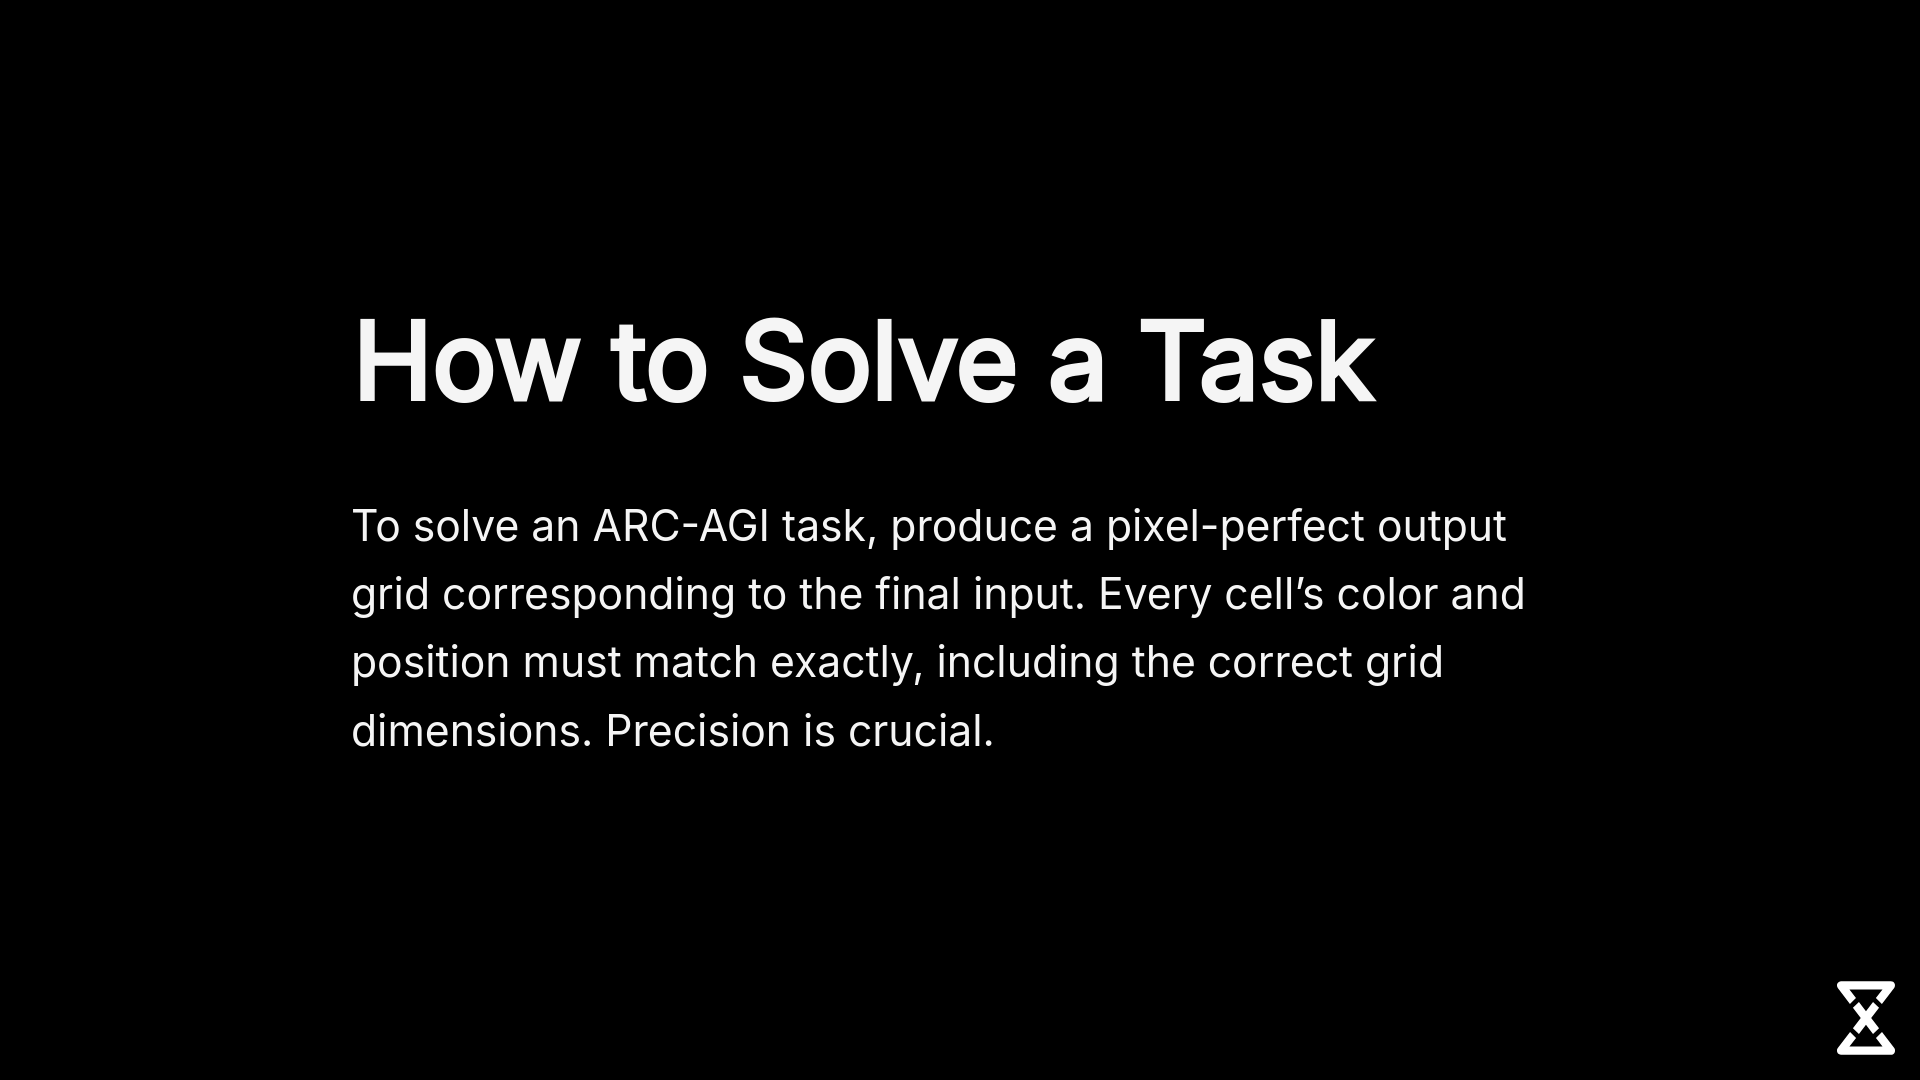 How to Solve a Task
To solve an ARC-AGI task, produce a pixel-perfect output
grid corresponding to the final input. Every cell’s color and
position must match exactly, including the correct grid
dimensions. Precision is crucial.